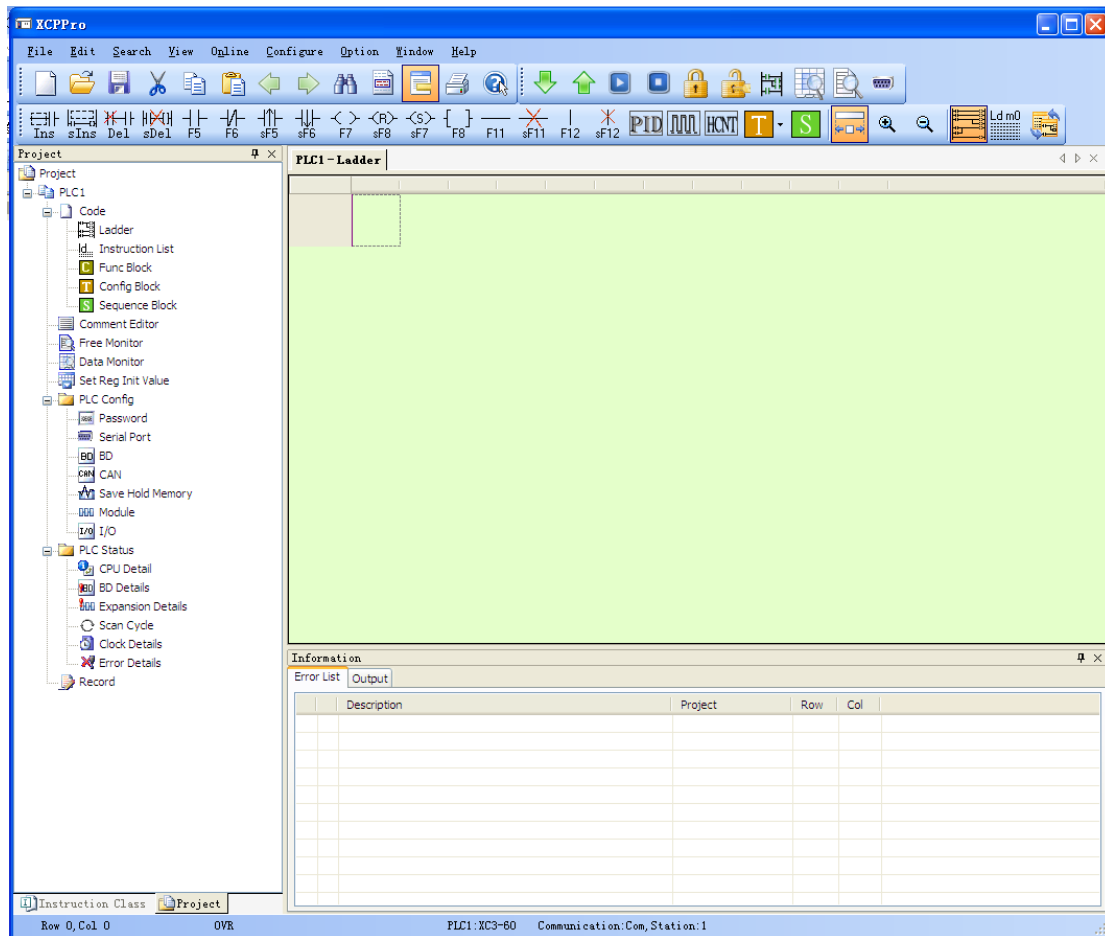 XCPPro
File Edit Search View Online Configure Option Window Help
Ins sIns Del sDel F5 F6 sF5 sF6 F7 sF8 sF7 F8 F11 sF11 F12 sF12 PID HCNT T S Ld m0
Project
PLC1-Ladder
Project
PLC1
Code
Ladder
Instruction List
C Func Block
T Config Block
S Sequence Block
Comment Editor
Free Monitor
Data Monitor
Set Reg Init Value
PLC Config
Password
Serial Port
BD BD
CAN CAN
Save Hold Memory
Module
I/O I/O
PLC Status
CPU Detail
BD BD Details
Expansion Details
Scan Cycle
Clock Details
Error Details
Record
Information
Error List Output
Description Project Row Col
Instruction Class Project
Row 0,Col 0 OVR PLC1:XC3-60 Communication:Com,Station:1